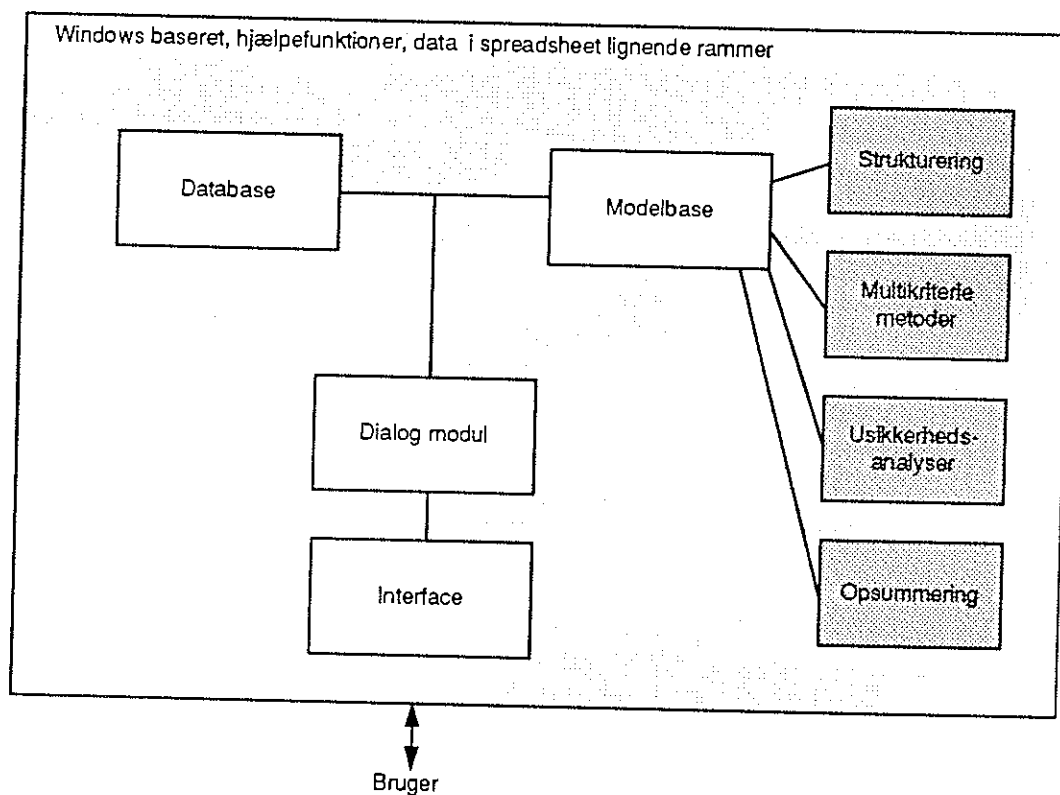 Windows baseret, hjælpefunktioner, data i spreadsheet lignende rammer
Database
Modelbase
Strukturering
Multikriterie
metoder
Dialog modul
Usikkerheds-
analyser
Interface
Opsummering
Bruger